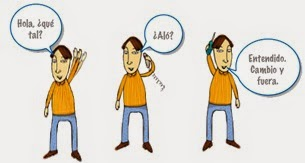 Hola, ¿qué
tal?
¿Aló?
Entendido.
Cambio y
fuera.